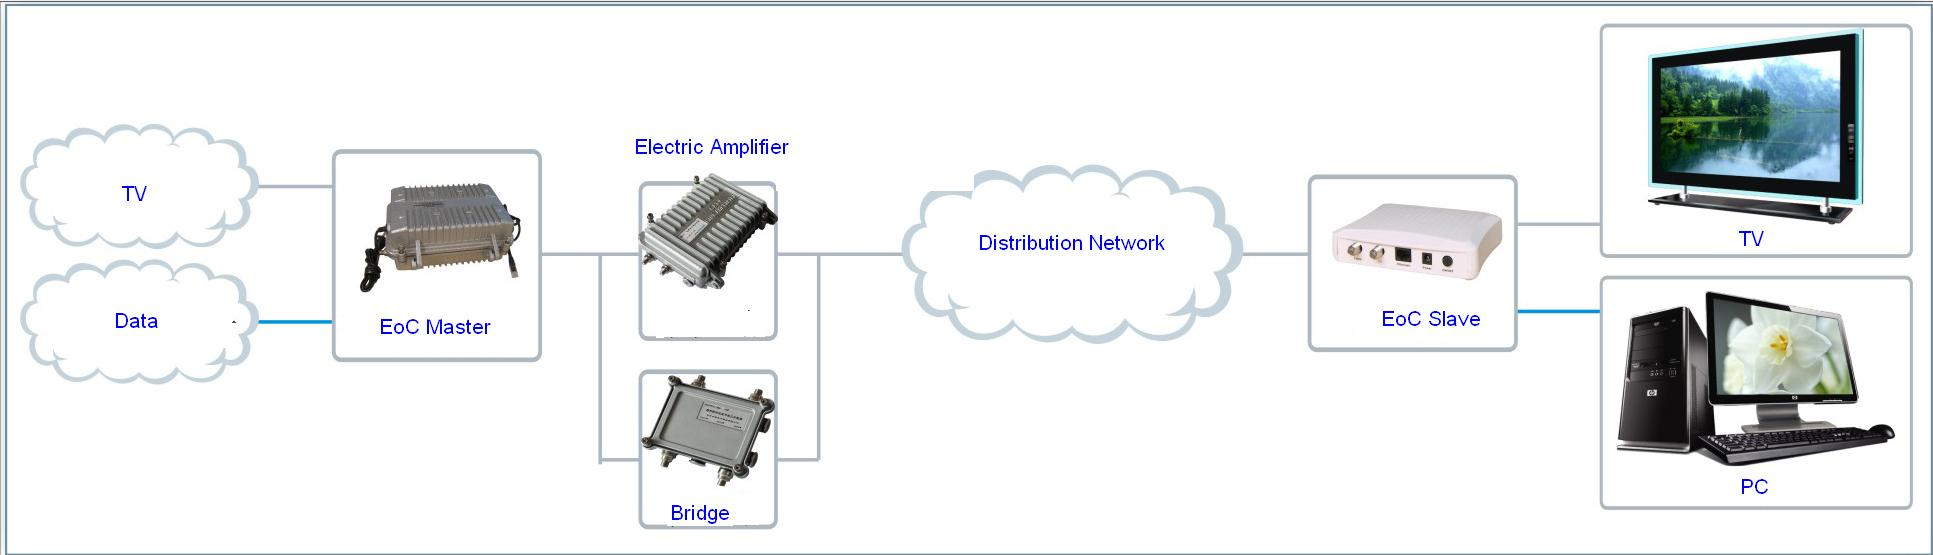 TV
Data
EoC Master
Electric Amplifier
Bridge
Distribution Network
EoC Slave
TV
PC